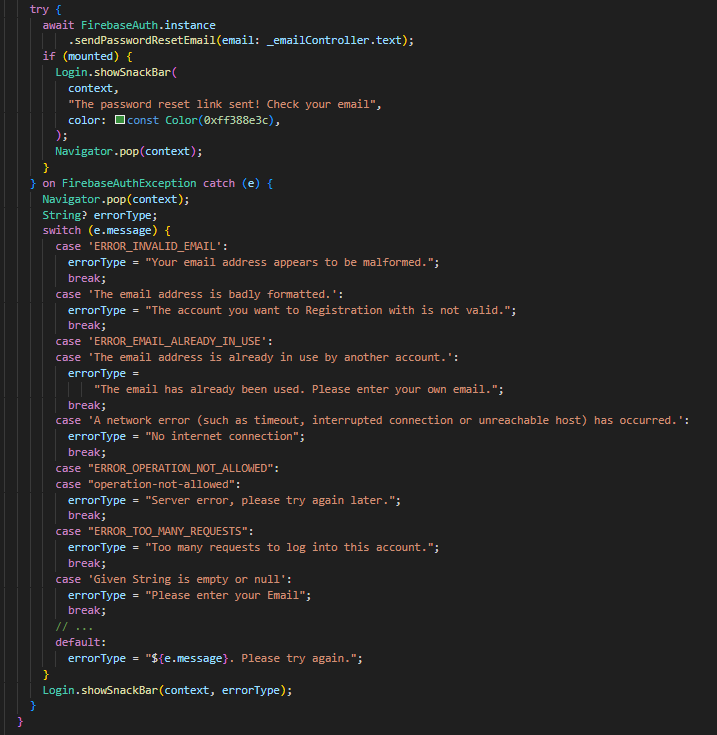 try {
await FirebaseAuth.instance
.sendPasswordResetEmail(email: _emailController.text);
if (mounted) {
Login.showSnackBar(
context,
"The password reset link sent! Check your email",
color: const Color(0xff388e3c),
);
Navigator.pop(context);
}
} on FirebaseAuthException catch (e) {
Navigator.pop(context);
String? errorType;
switch (e.message) {
case 'ERROR_INVALID_EMAIL':
errorType = "Your email address appears to be malformed.";
break;
case 'The email address is badly formatted.':
errorType = "The account you want to Registration with is not valid.";
break;
case 'ERROR_EMAIL_ALREADY_IN_USE':
case 'The email address is already in use by another account.':
errorType =
"The email has already been used. Please enter your own email.";
break;
case 'A network error (such as timeout, interrupted connection or unreachable host) has occurred.':
errorType = "No internet connection";
break;
case "ERROR_OPERATION_NOT_ALLOWED":
case "operation-not-allowed":
errorType = "Server error, please try again later.";
break;
case "ERROR_TOO_MANY_REQUESTS":
errorType = "Too many requests to log into this account.";
break;
case 'Given String is empty or null':
errorType = "Please enter your Email";
break;
// ...
default:
errorType = "${e.message}. Please try again.";
}
Login.showSnackBar(context, errorType);
}
}